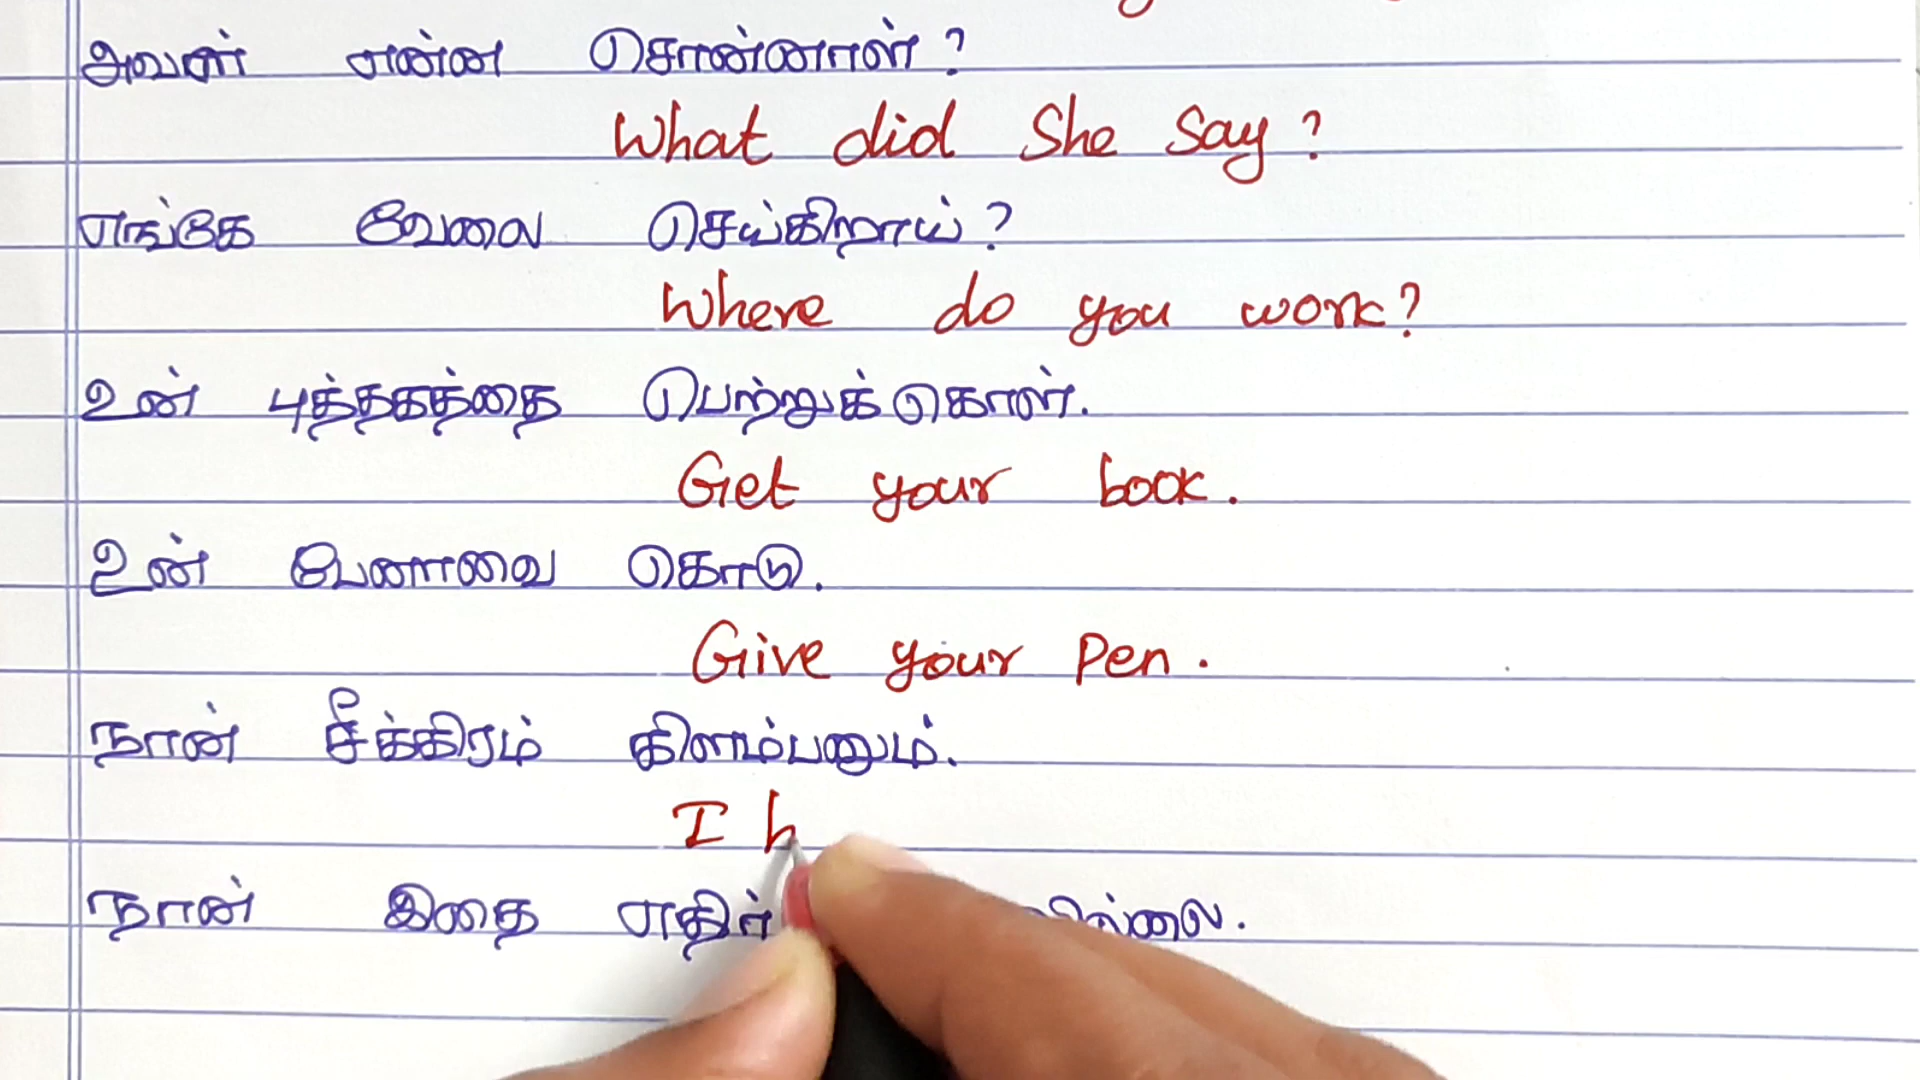 அவள் என்ன சொன்னாள்?
What did She Say?
எங்கே வேலை செய்கிறாய்?
Where do you work?
உன் புத்தகத்தை பெற்றுக்கொள்.
Get your book.
உன் பேனாவை கொடு.
Give your Pen.
நான் சீக்கிரம் கிளம்பனும்.
I h
நான் இதை